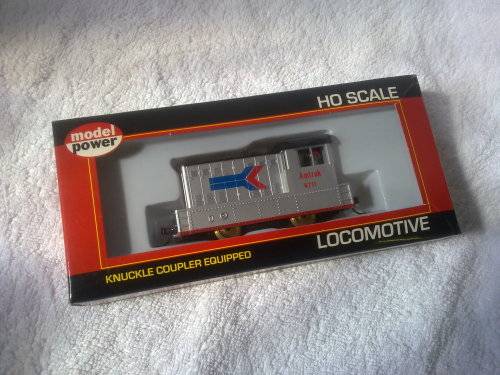 HO SCALE
model
power
Amtrak
LOCOMOTIVE
KNUCKLE COUPLER EQUIPPED